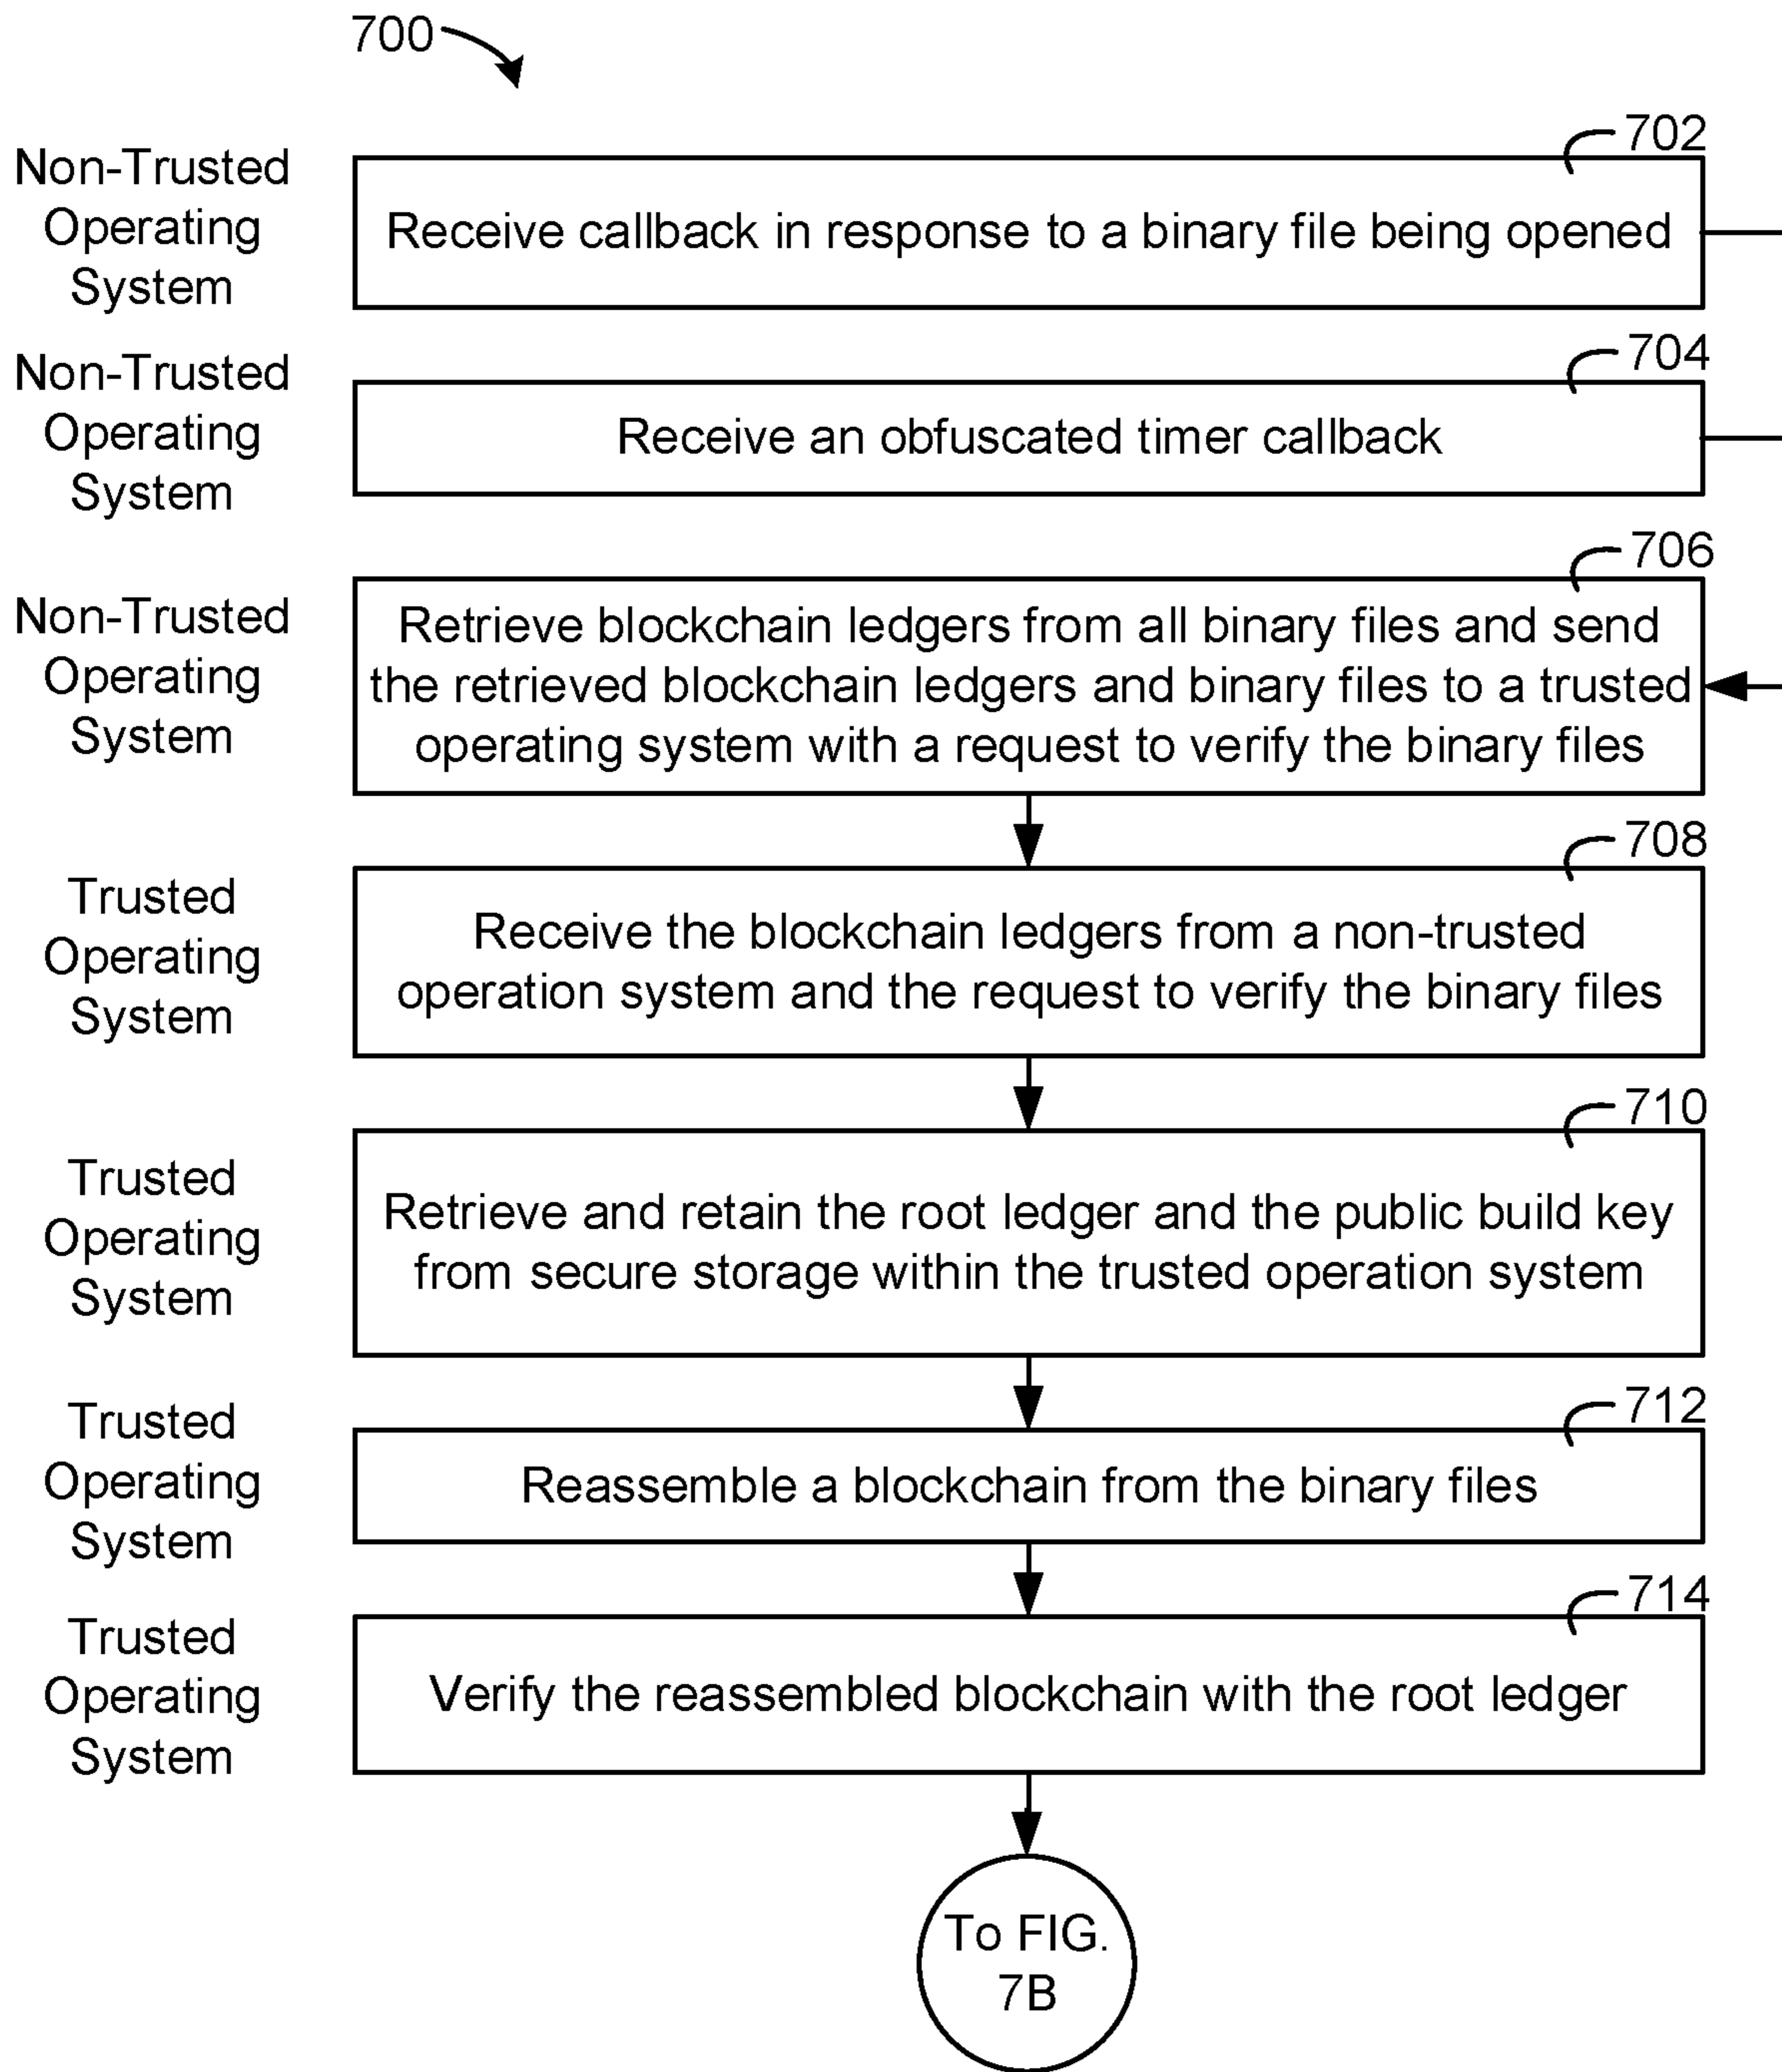 700
702
Non-Trusted
Operating
System
Receive callback in response to a binary file being opened
704
Non-Trusted
Operating
System
Receive an obfuscated timer callback
706
Non-Trusted
Operating
System
Retrieve blockchain ledgers from all binary files and send
the retrieved blockchain ledgers and binary files to a trusted
operating system with a request to verify the binary files
708
Trusted
Operating
System
Receive the blockchain ledgers from a non-trusted
operation system and the request to verify the binary files
710
Trusted
Operating
System
Retrieve and retain the root ledger and the public build key
from secure storage within the trusted operation system
712
Trusted
Operating
System
Reassemble a blockchain from the binary files
714
Trusted
Operating
System
Verify the reassembled blockchain with the root ledger
To FIG.
7B